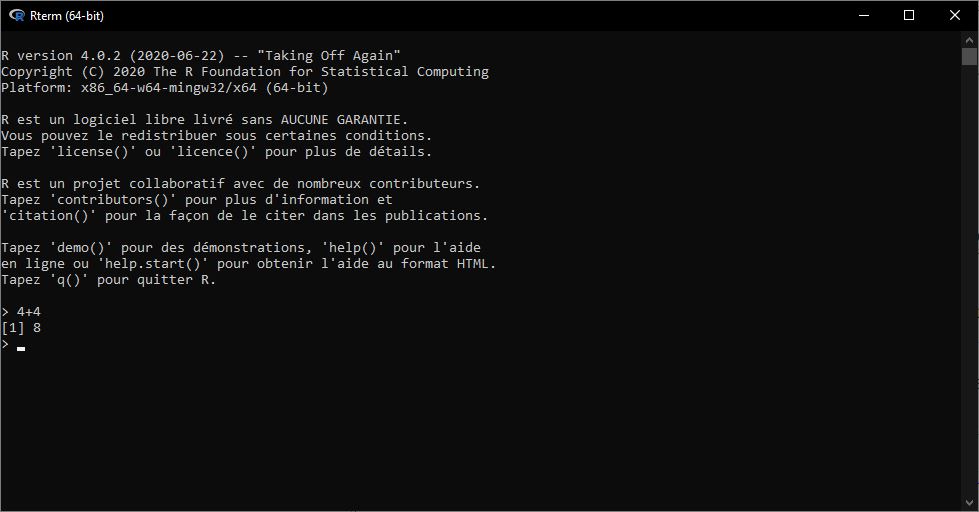 Rterm (64-bit)
R version 4.0.2 (2020-06-22) -- "Taking Off Again"
Copyright (C) 2020 The R Foundation for Statistical Computing
Platform: x86_64-w64-mingw32/x64 (64-bit)
R est un logiciel libre livré sans AUCUNE GARANTIE.
Vous pouvez le redistribuer sous certaines conditions.
Tapez 'license()' ou 'licence()' pour plus de détails.
R est un projet collaboratif avec de nombreux contributeurs.
Tapez 'contributors()' pour plus d'information et
'citation()' pour la façon de le citer dans les publications.
Tapez 'demo()' pour des démonstrations, 'help()' pour l'aide
en ligne ou 'help.start()' pour obtenir l'aide au format HTML.
Tapez 'q()' pour quitter R.
> 4+4
[1] 8
>